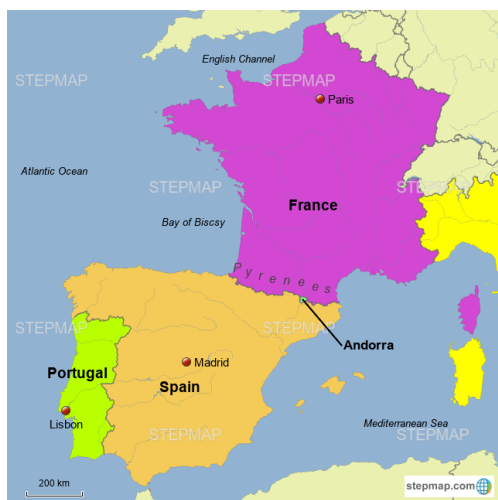 English Channel
STEPMAP
STEPMAP
Paris
Atlantic Ocean
STEPMAP
STEPMAP
France
Bay of Biscsy
Pyrenees
STEPMAP
STEPMAP
Andorra
Madrid
Portugal
Spain
Lisbon
Mediterranean Sea
STEPMAP
STEPMAP
200 km
stepmap.com